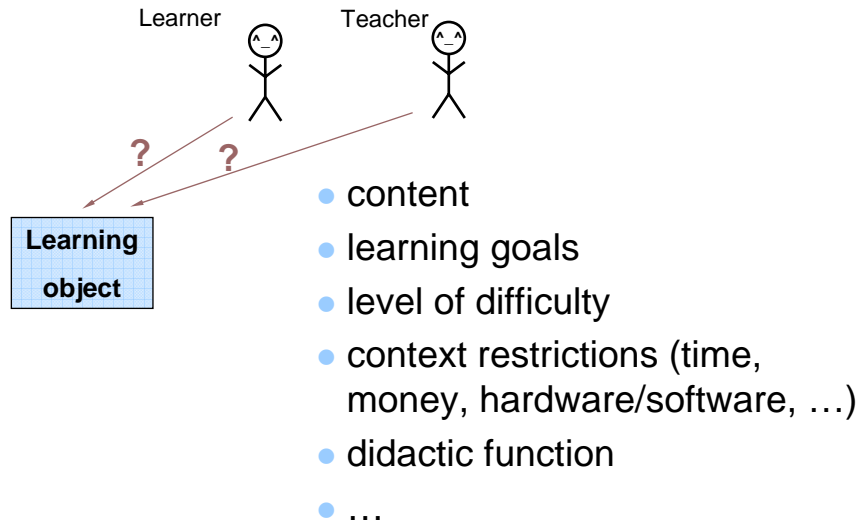 Learner
Teacher
^_^
^_^
?
?
Learning
object
● content
● learning goals
● level of difficulty
● context restrictions (time,
money, hardware/software, …)
● didactic function
● …